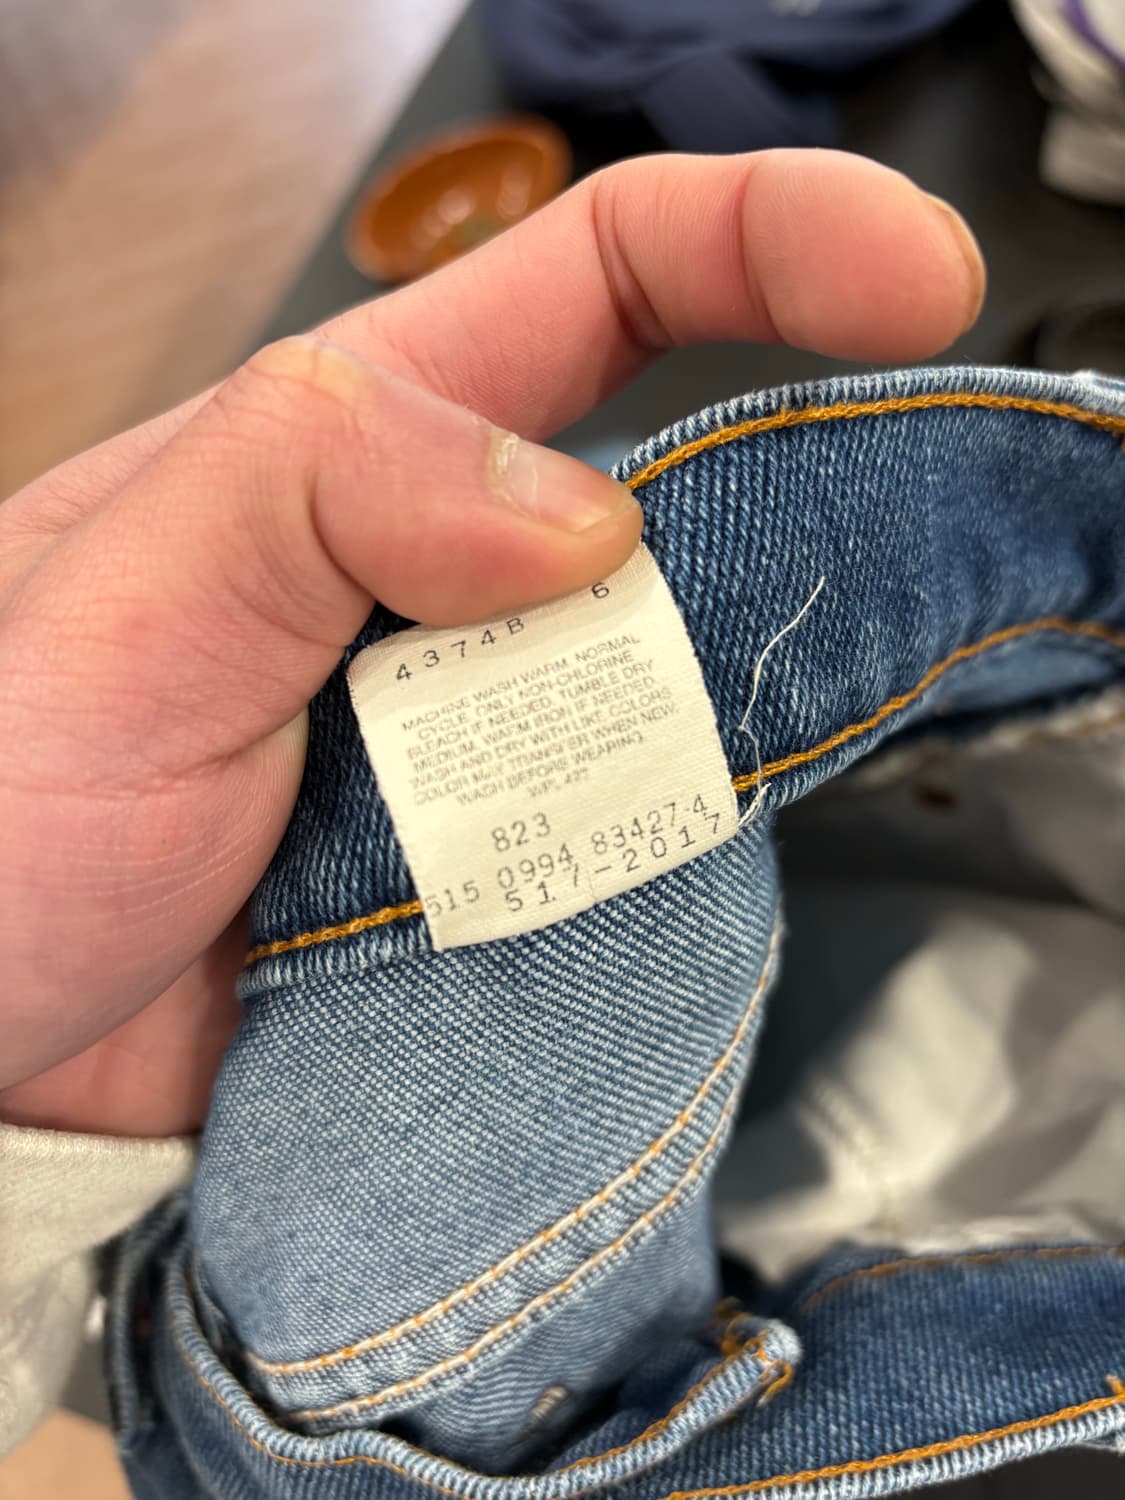 4374B 6
MACHINE WASH WARM, NORMAL
CYCLE. ONLY NON-CHLORINE
BLEACH IF NEEDED. TUMBLE DRY
MEDIUM. WARM IRON IF NEEDED.
WASH AND DRY WITH LIKE COLORS
COLOR MAY TRANSFER WHEN NEW.
WASH BEFORE WEARING
823
515 0994 83427-4
517-2017